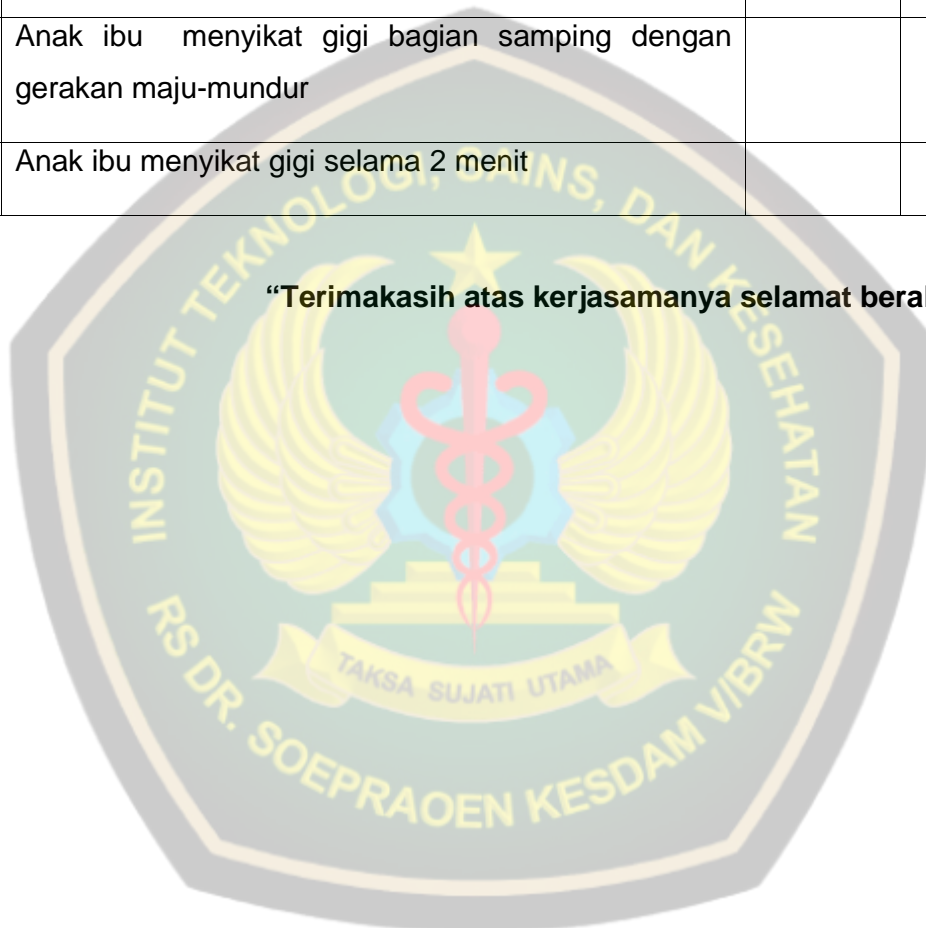 Anak ibu menyikat gigi bagian samping dengan
gerakan maju-mundur
Anak ibu menyikat gigi selama 2 menit
“Terimakasih atas kerjasamanya selamat
INSTITUT TEKNOLOGI, SAINS, DAN KESEHATAN
TAKSA SUJATI UTAMA
RS DR. SOEPRAOEN KESDAM V/BRW